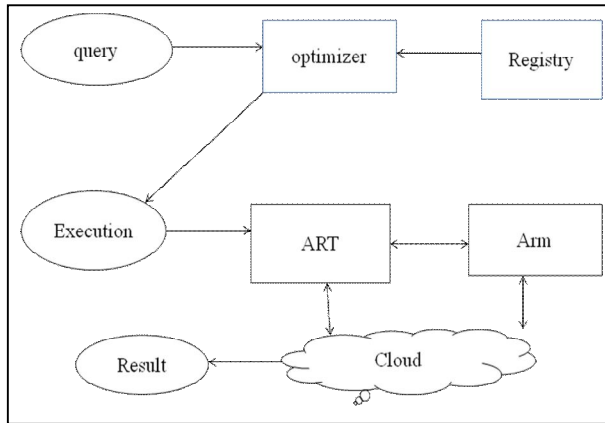 query
optimizer
Registry
Execution
ART
Arm
Result
Cloud